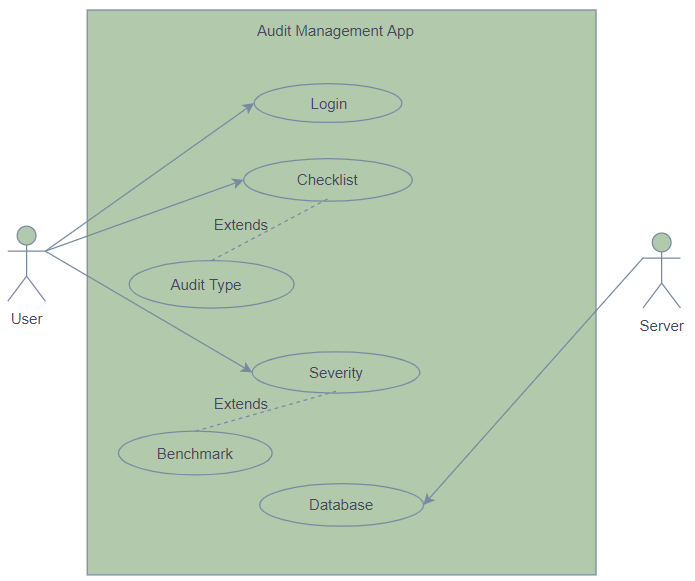 Audit Management App
Login
Checklist
Extends
Audit Type
User
Server
Severity
Extends
Benchmark
Database